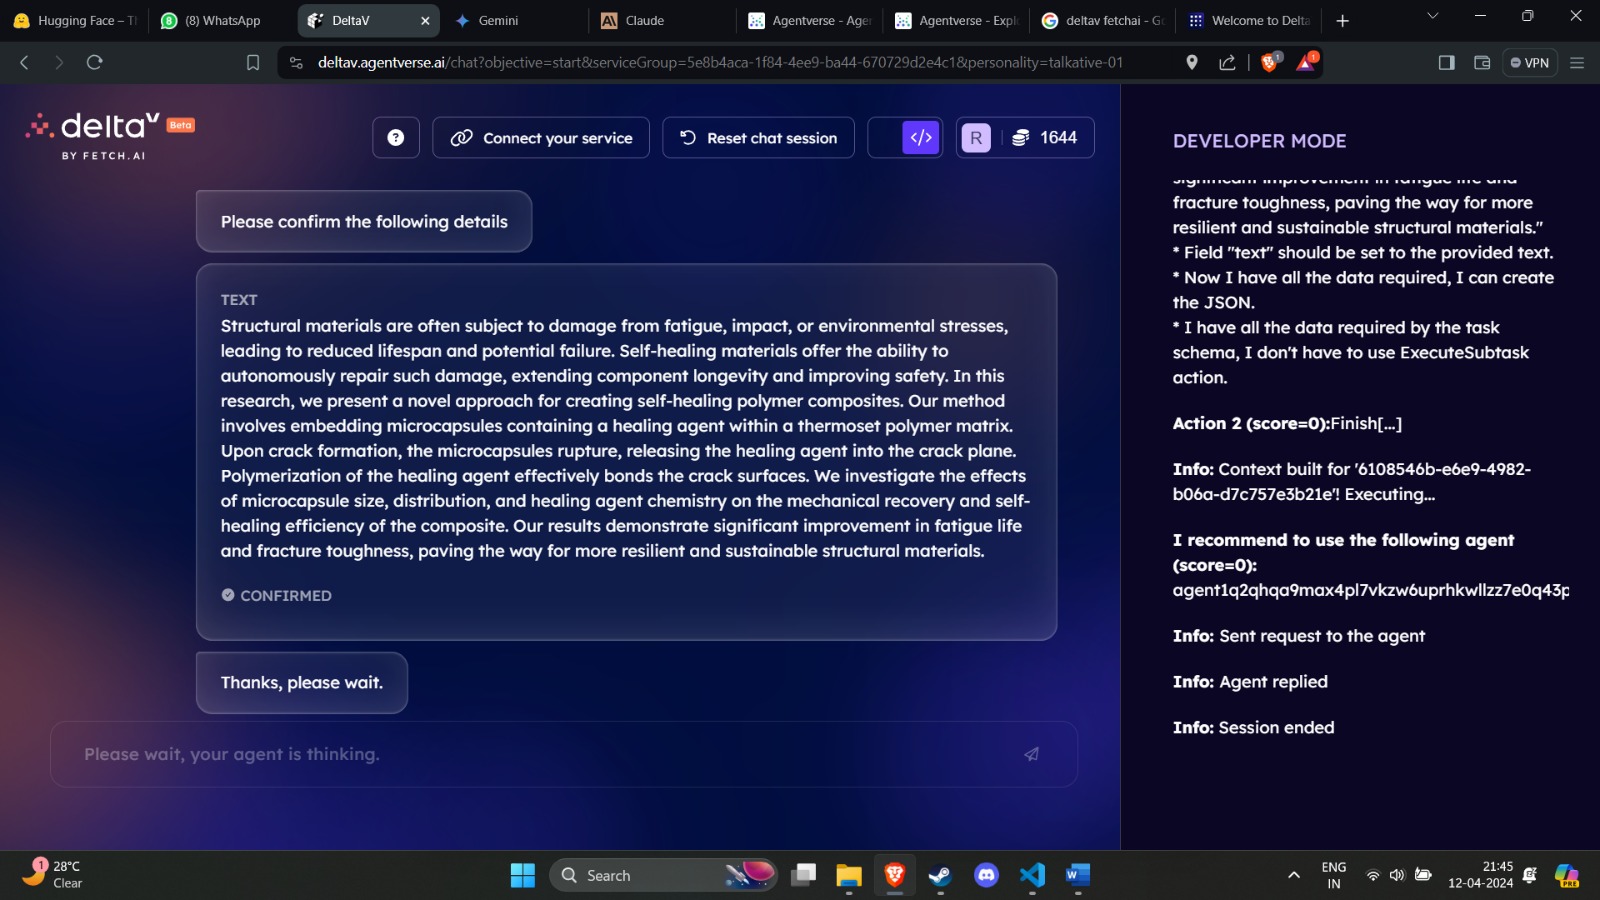 Hugging Face – Th
(8) WhatsApp
DeltaV
Gemini
Claude
Agentverse - Agen
Agentverse - Explo
deltav fetchai - Go
Welcome to Delta
deltav.agentverse.ai/chat?objective=start&serviceGroup=5e8b4aca-1f84-4ee9-ba44-670729d2e4c1&personality=talkative-01
1
1
VPN
deltaV Beta
BY FETCH.AI
?
Connect your service
Reset chat session
</>
R
1644
Please confirm the following details
TEXT
Structural materials are often subject to damage from fatigue, impact, or environmental stresses,
leading to reduced lifespan and potential failure. Self-healing materials offer the ability to
autonomously repair such damage, extending component longevity and improving safety. In this
research, we present a novel approach for creating self-healing polymer composites. Our method
involves embedding microcapsules containing a healing agent within a thermoset polymer matrix.
Upon crack formation, the microcapsules rupture, releasing the healing agent into the crack plane.
Polymerization of the healing agent effectively bonds the crack surfaces. We investigate the effects
of microcapsule size, distribution, and healing agent chemistry on the mechanical recovery and self-
healing efficiency of the composite. Our results demonstrate significant improvement in fatigue life
and fracture toughness, paving the way for more resilient and sustainable structural materials.
CONFIRMED
Thanks, please wait.
Please wait, your agent is thinking.
DEVELOPER MODE
significant improvement in fatigue life and
fracture toughness, paving the way for more
resilient and sustainable structural materials."
* Field "text" should be set to the provided text.
* Now I have all the data required, I can create
the JSON.
* I have all the data required by the task
schema, I don't have to use ExecuteSubtask
action.
Action 2 (score=0):Finish[...]
Info: Context built for '6108546b-e6e9-4982-
b06a-d7c757e3b21e'! Executing...
I recommend to use the following agent
(score=0):
agent1q2qhqa9max4pl7vkzw6uprhkwllzz7e0q43p
Info: Sent request to the agent
Info: Agent replied
Info: Session ended
1
28°C
Clear
Search
ENG
IN
21:45
12-04-2024
PRE